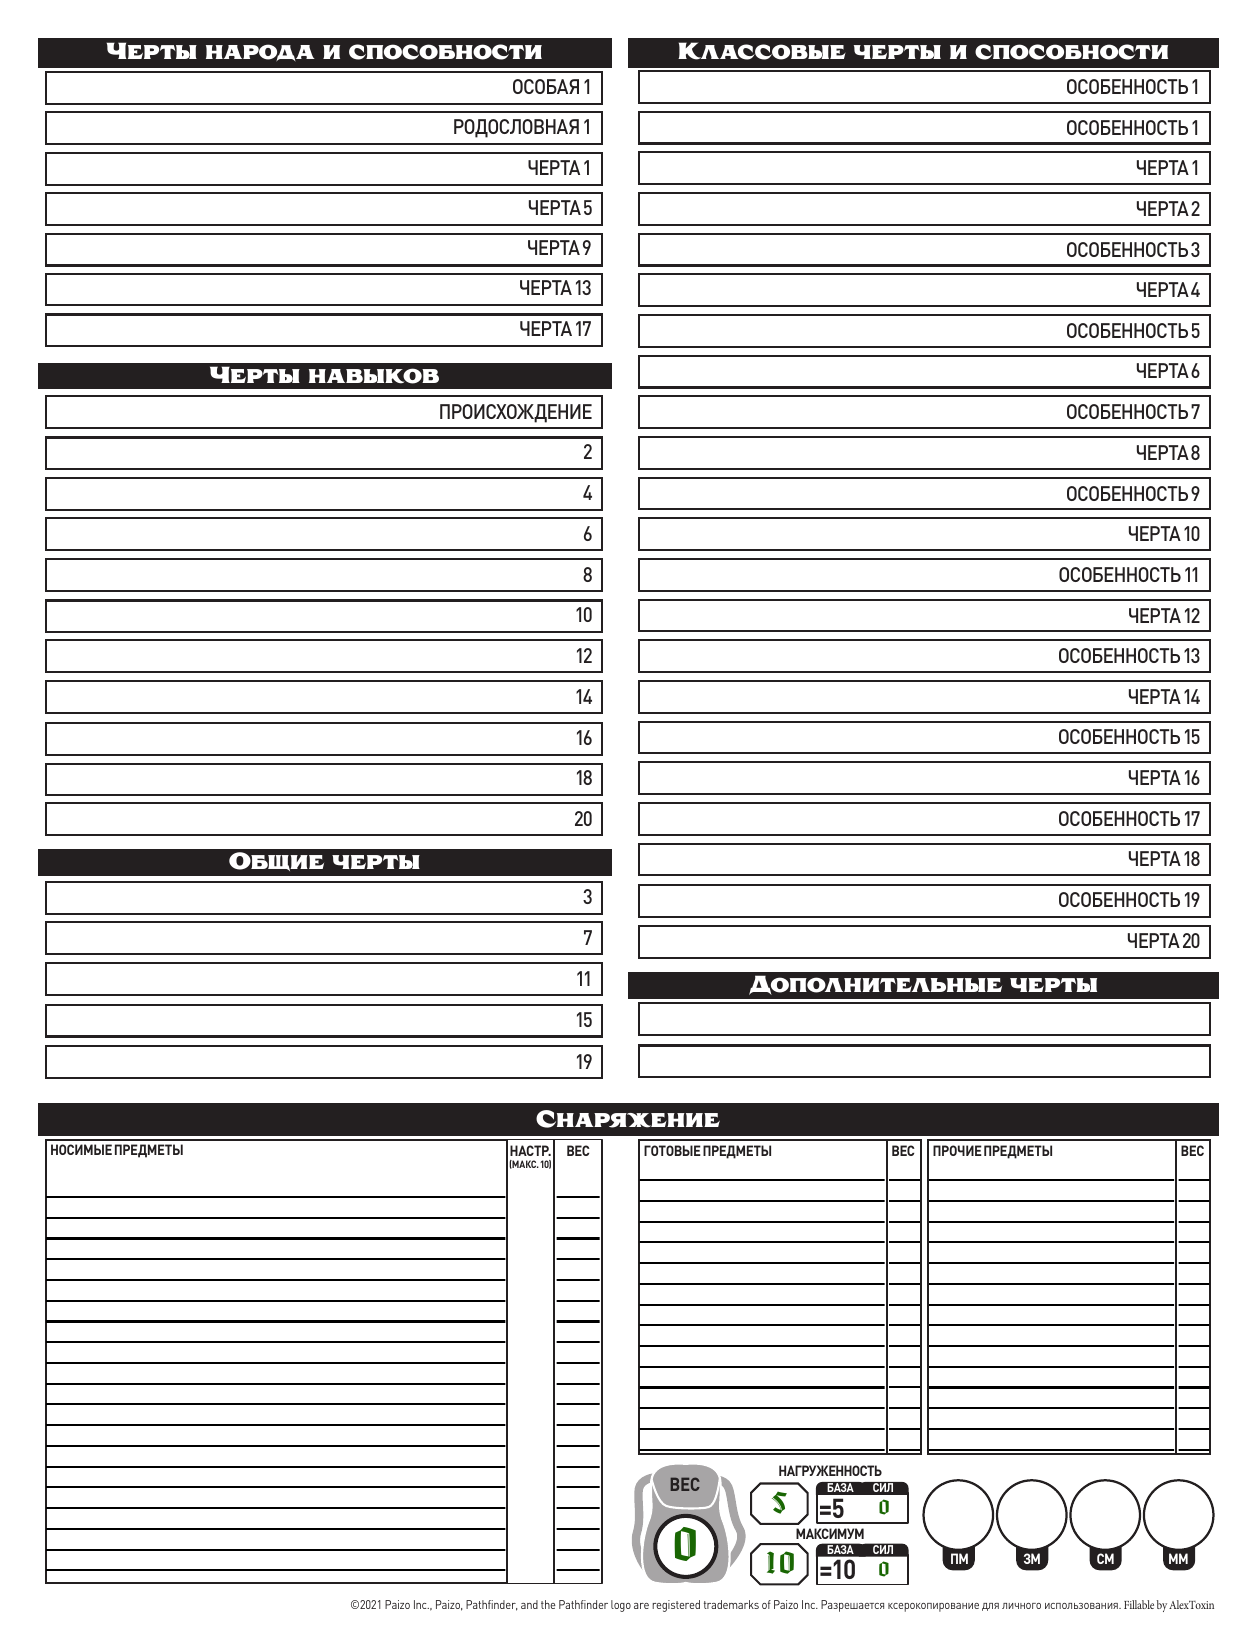 Черты народа и способности
ОСОБАЯ 1
РОДОСЛОВНАЯ 1
ЧЕРТА 1
ЧЕРТА 5
ЧЕРТА 9
ЧЕРТА 13
ЧЕРТА 17
Черты навыков
ПРОИСХОЖДЕНИЕ
2
4
6
8
10
12
14
16
18
20
Общие черты
3
7
11
15
19
Классовые черты и способности
ОСОБЕННОСТЬ 1
ОСОБЕННОСТЬ 1
ЧЕРТА 1
ЧЕРТА 2
ОСОБЕННОСТЬ 3
ЧЕРТА 4
ОСОБЕННОСТЬ 5
ЧЕРТА 6
ОСОБЕННОСТЬ 7
ЧЕРТА 8
ОСОБЕННОСТЬ 9
ЧЕРТА 10
ОСОБЕННОСТЬ 11
ЧЕРТА 12
ОСОБЕННОСТЬ 13
ЧЕРТА 14
ОСОБЕННОСТЬ 15
ЧЕРТА 16
ОСОБЕННОСТЬ 17
ЧЕРТА 18
ОСОБЕННОСТЬ 19
ЧЕРТА 20
Дополнительные черты
Снаряжение
НОСИМЫЕ ПРЕДМЕТЫ НАСТР. ВЕС
(МАКС. 10)
ГОТОВЫЕ ПРЕДМЕТЫ ВЕС
ПРОЧИЕ ПРЕДМЕТЫ ВЕС
ВЕС
0
НАГРУЖЕННОСТЬ
БАЗА СИЛ
5 =5 0
МАКСИМУМ
БАЗА СИЛ
10 =10 0
ПМ ЗМ СМ ММ
©2021 Paizo Inc., Paizo, Pathfinder, and the Pathfinder logo are registered trademarks of Paizo Inc. Разрешается ксерокопирование для личного использования. Fillable by AlexToxin